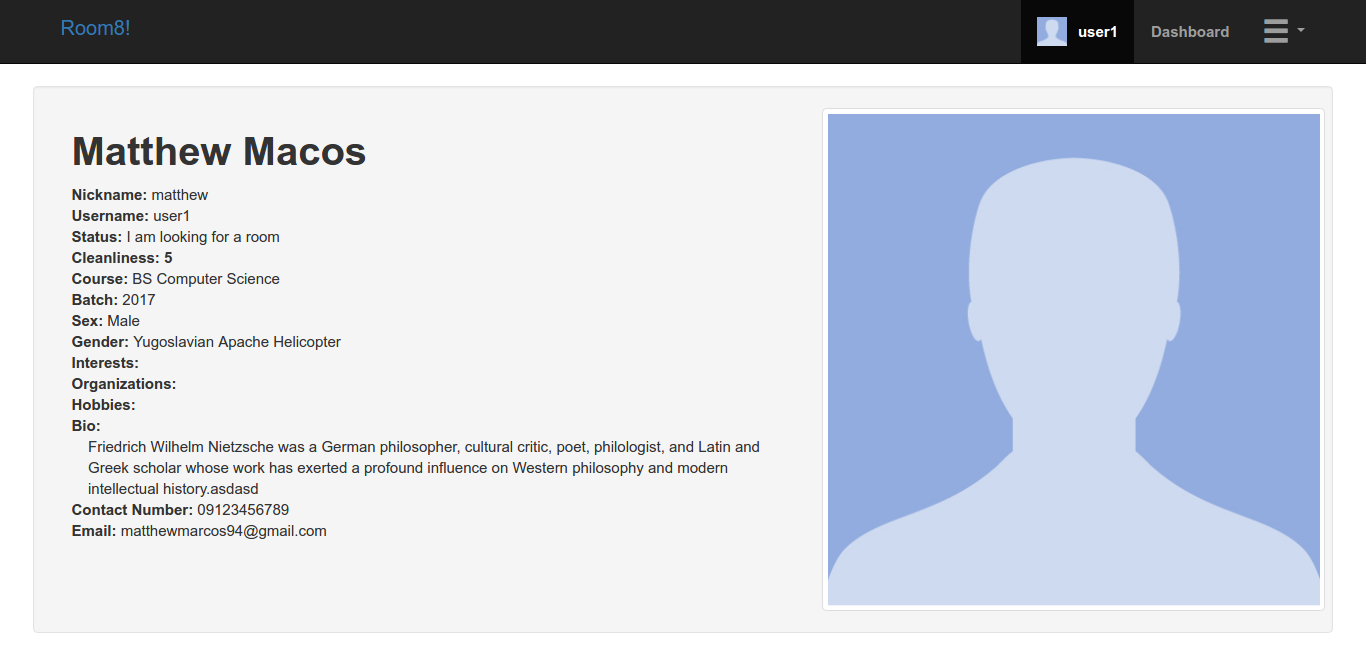 Room8!
user1
Dashboard
Matthew Macos
Nickname: matthew
Username: user1
Status: I am looking for a room
Cleanliness: 5
Course: BS Computer Science
Batch: 2017
Sex: Male
Gender: Yugoslavian Apache Helicopter
Interests:
Organizations:
Hobbies:
Bio:
Friedrich Wilhelm Nietzsche was a German philosopher, cultural critic, poet, philologist, and Latin and
Greek scholar whose work has exerted a profound influence on Western philosophy and modern
intellectual history.asdasd
Contact Number: 09123456789
Email: matthewmarcos94@gmail.com